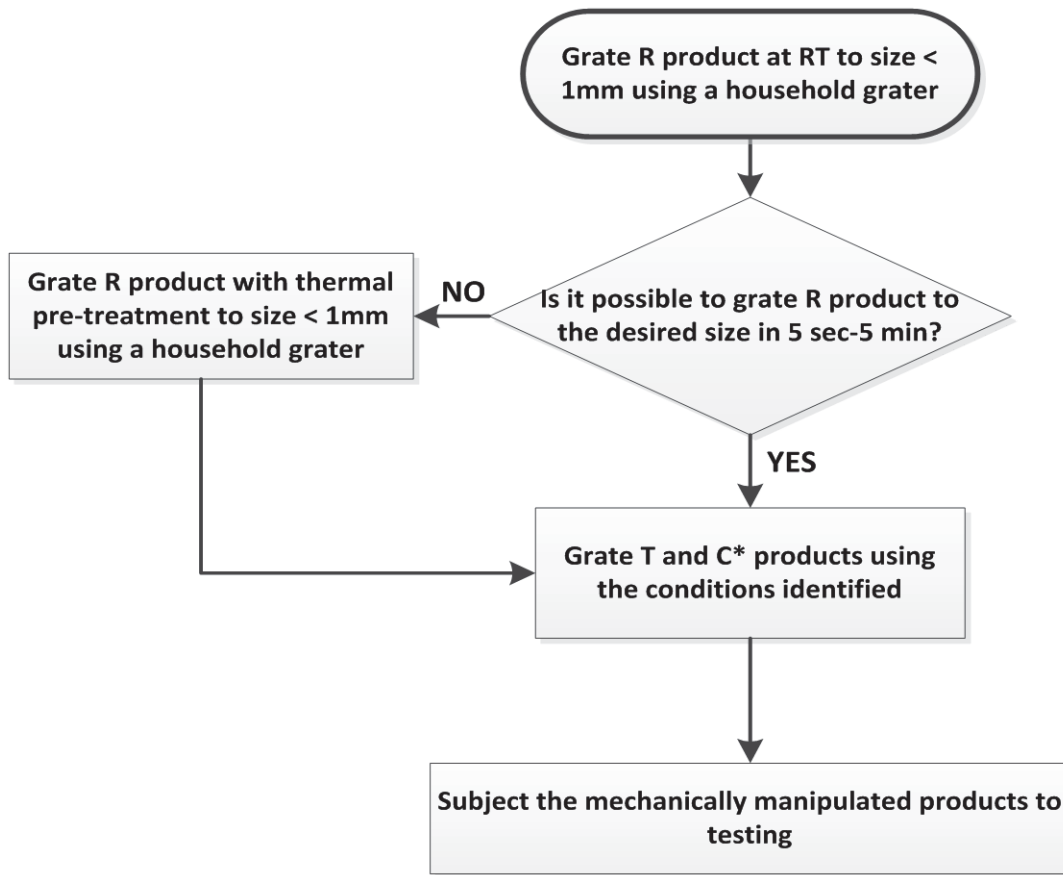 Grate R product at RT to size <
1mm using a household grater
Is it possible to grate R product to
the desired size in 5 sec-5 min?
NO
Grate R product with thermal
pre-treatment to size < 1mm
using a household grater
YES
Grate T and C* products using
the conditions identified
Subject the mechanically manipulated products to
testing